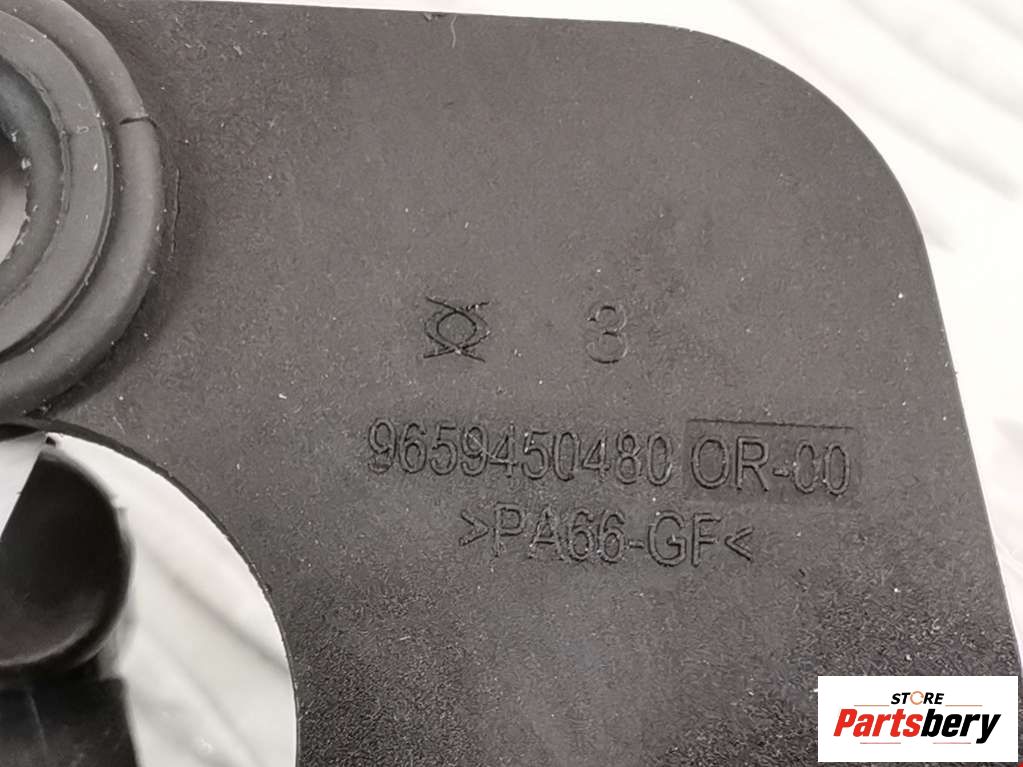 3
9659450480 OR-00
>PA66-GF<
STORE
Partsbery